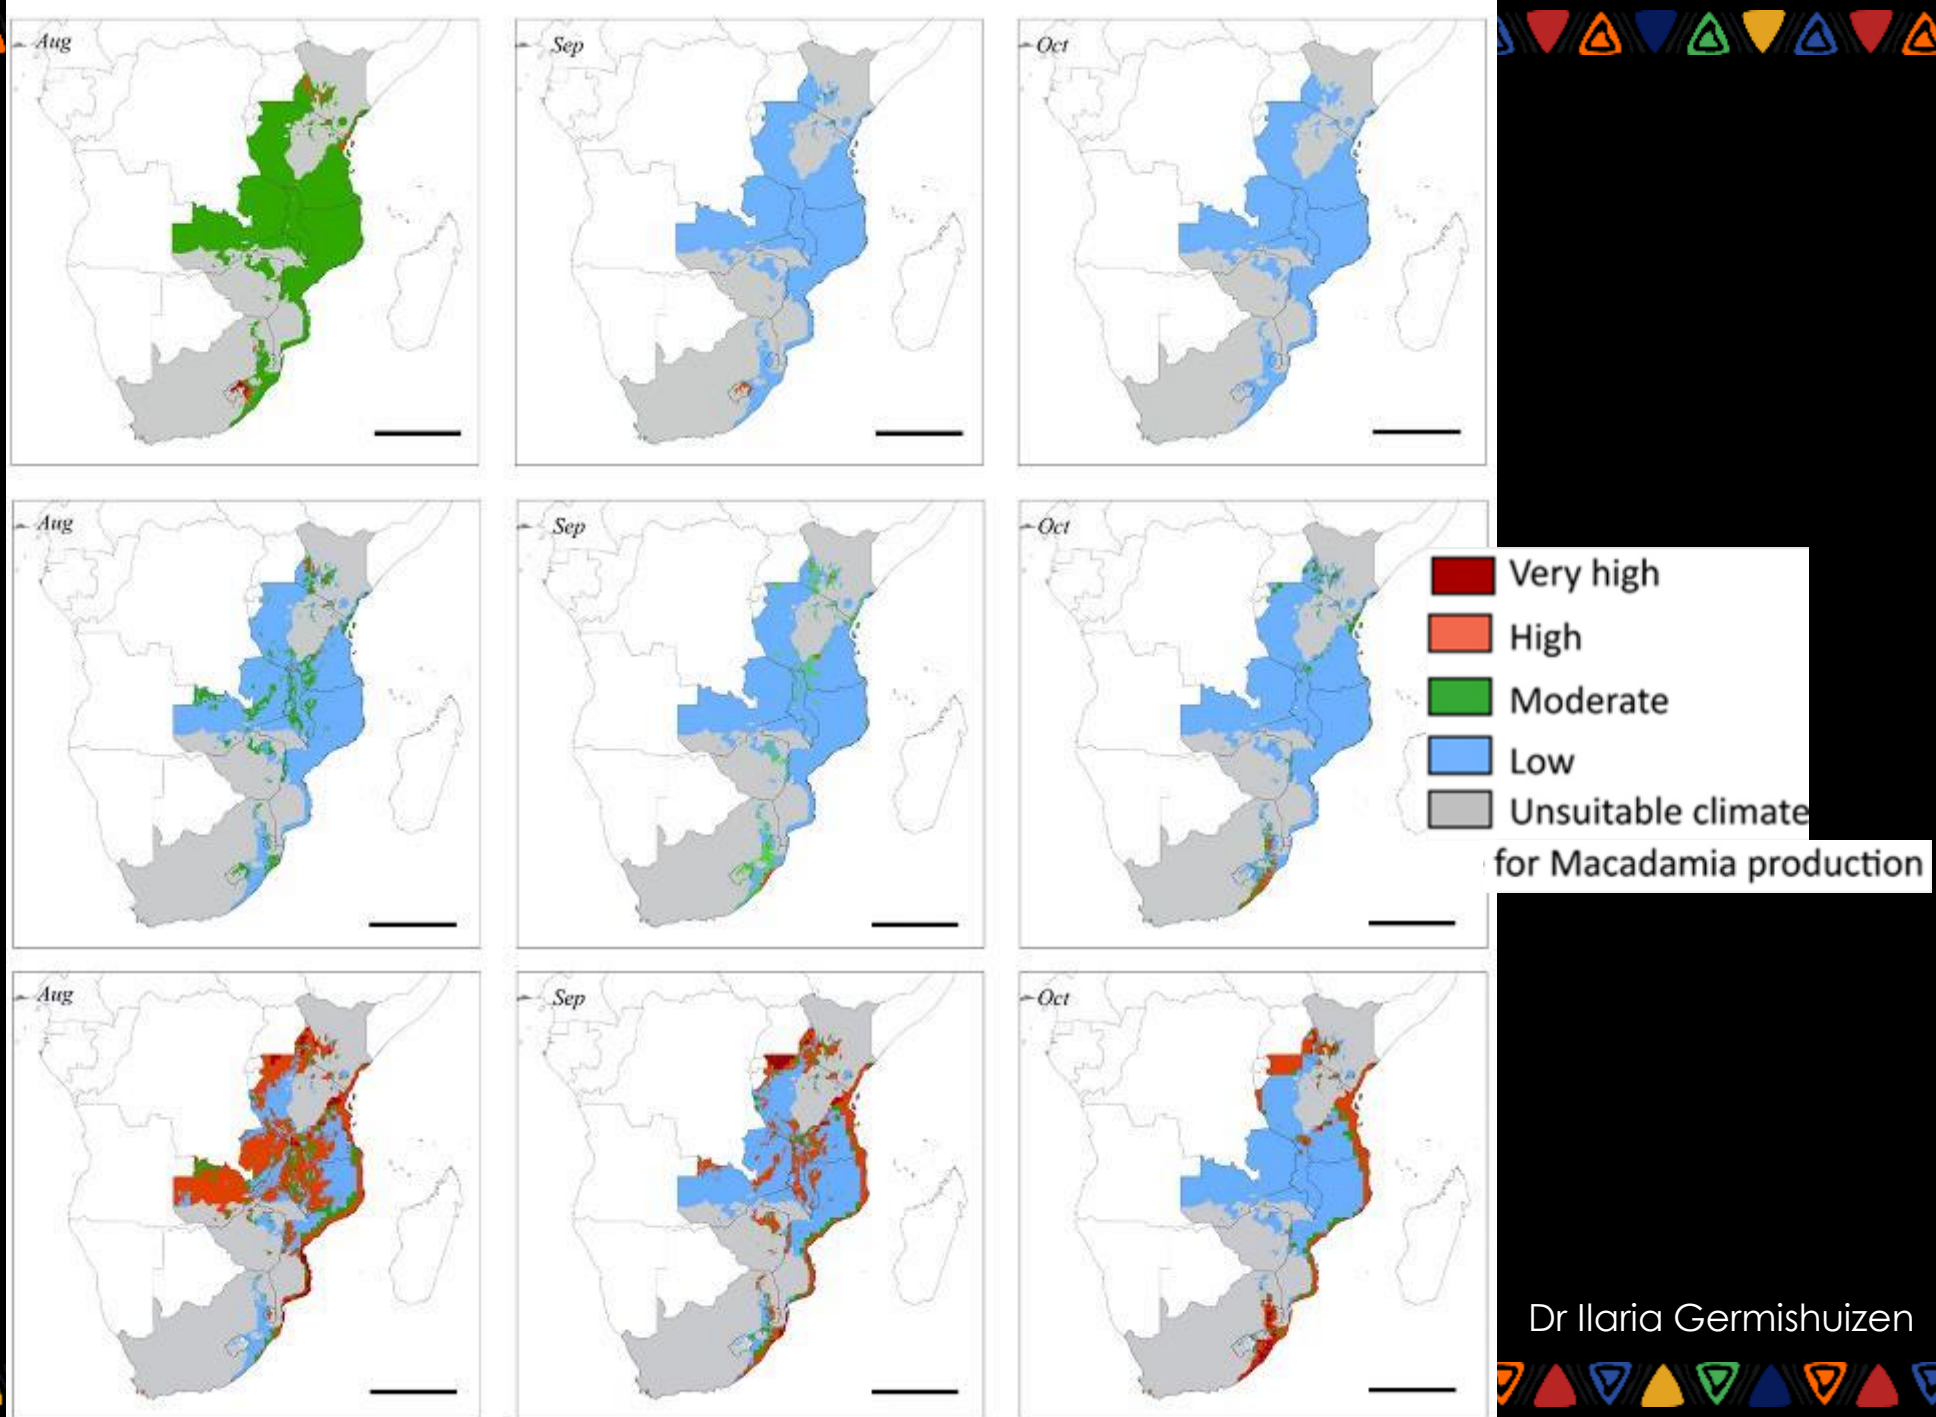 Aug
Sep
Oct
Aug
Sep
Oct
Very high
High
Moderate
Low
Unsuitable climate
for Macadamia production
Aug
Sep
Oct
Dr Ilaria Germishuizen